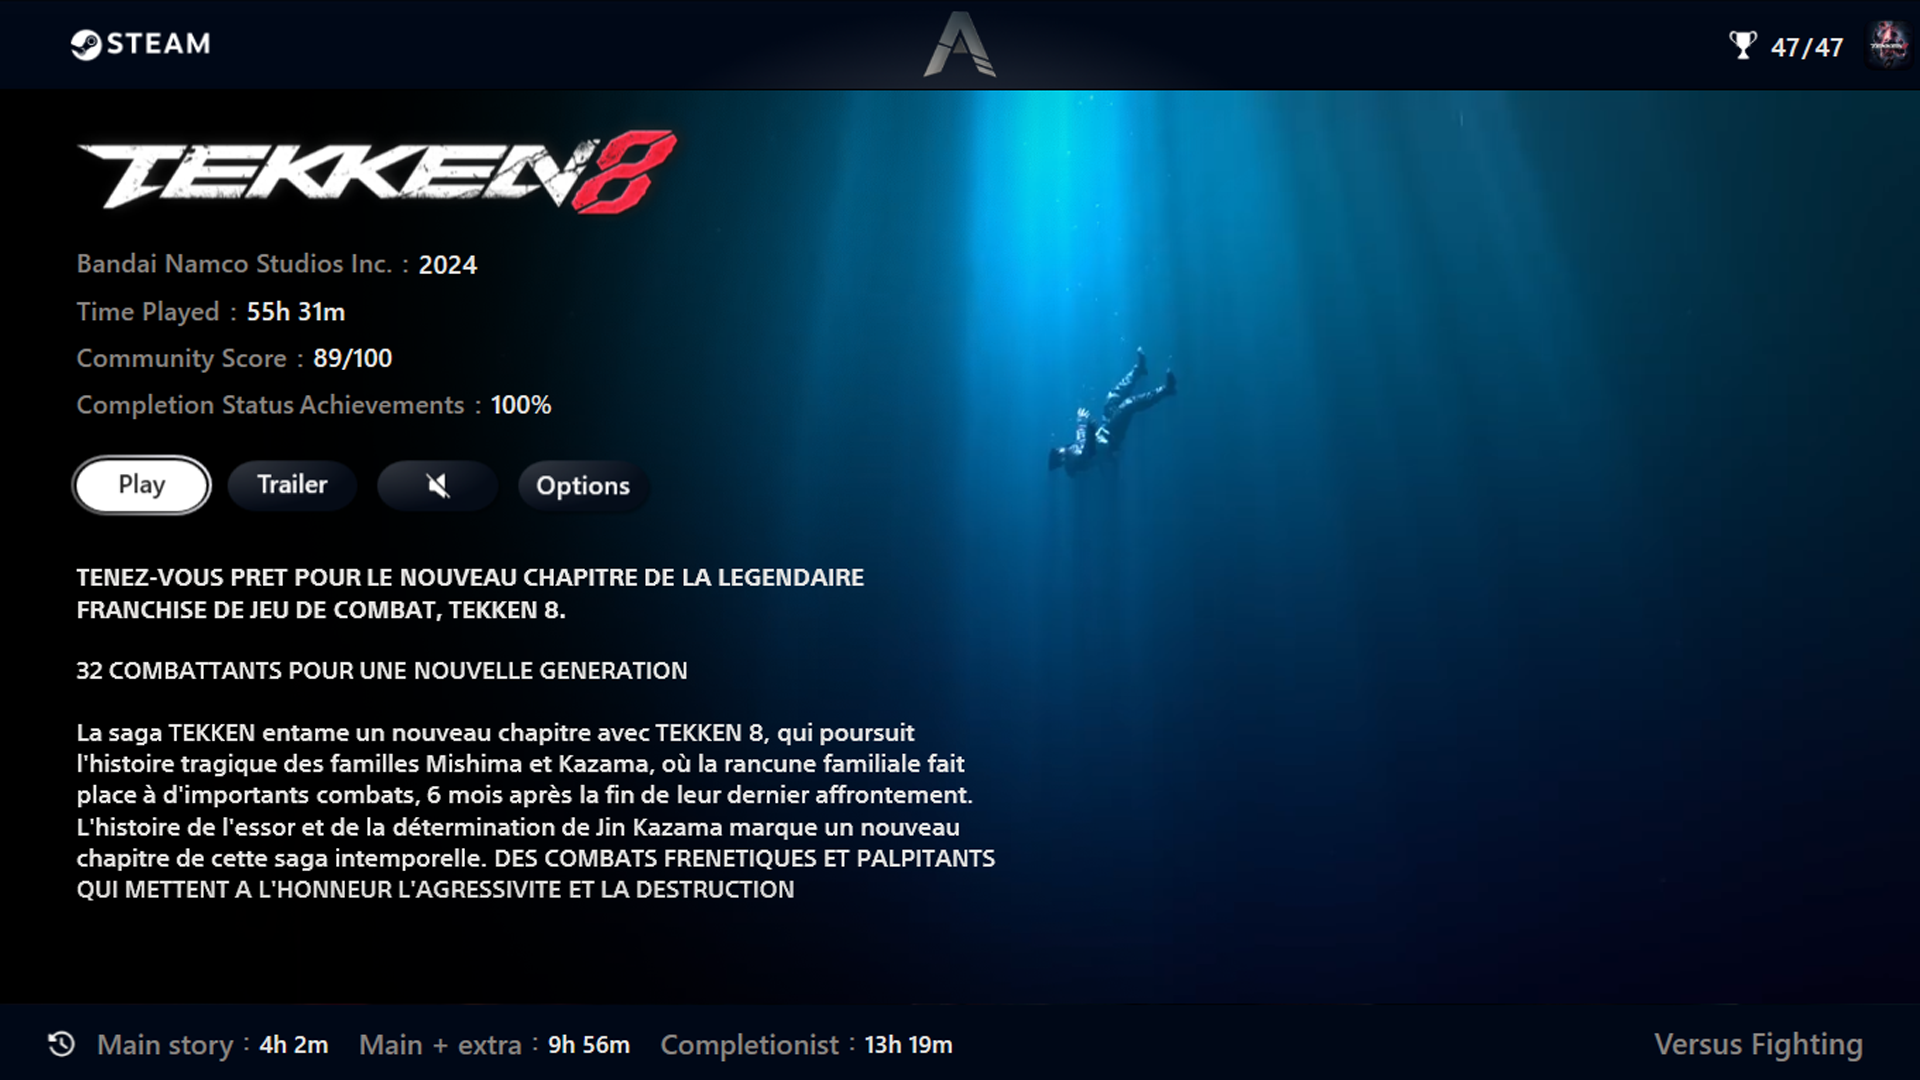 STEAM
47/47
TEKKEN 8
Bandai Namco Studios Inc. : 2024
Time Played : 55h 31m
Community Score : 89/100
Completion Status Achievements : 100%
Play
Trailer
Options
TENEZ-VOUS PRET POUR LE NOUVEAU CHAPITRE DE LA LEGENDAIRE
FRANCHISE DE JEU DE COMBAT, TEKKEN 8.
32 COMBATTANTS POUR UNE NOUVELLE GENERATION
La saga TEKKEN entame un nouveau chapitre avec TEKKEN 8, qui poursuit
l'histoire tragique des familles Mishima et Kazama, où la rancune familiale fait
place à d'importants combats, 6 mois après la fin de leur dernier affrontement.
L'histoire de l'essor et de la détermination de Jin Kazama marque un nouveau
chapitre de cette saga intemporelle. DES COMBATS FRENETIQUES ET PALPITANTS
QUI METTENT A L'HONNEUR L'AGRESSIVITE ET LA DESTRUCTION
Main story : 4h 2m Main + extra : 9h 56m Completionist : 13h 19m
Versus Fighting